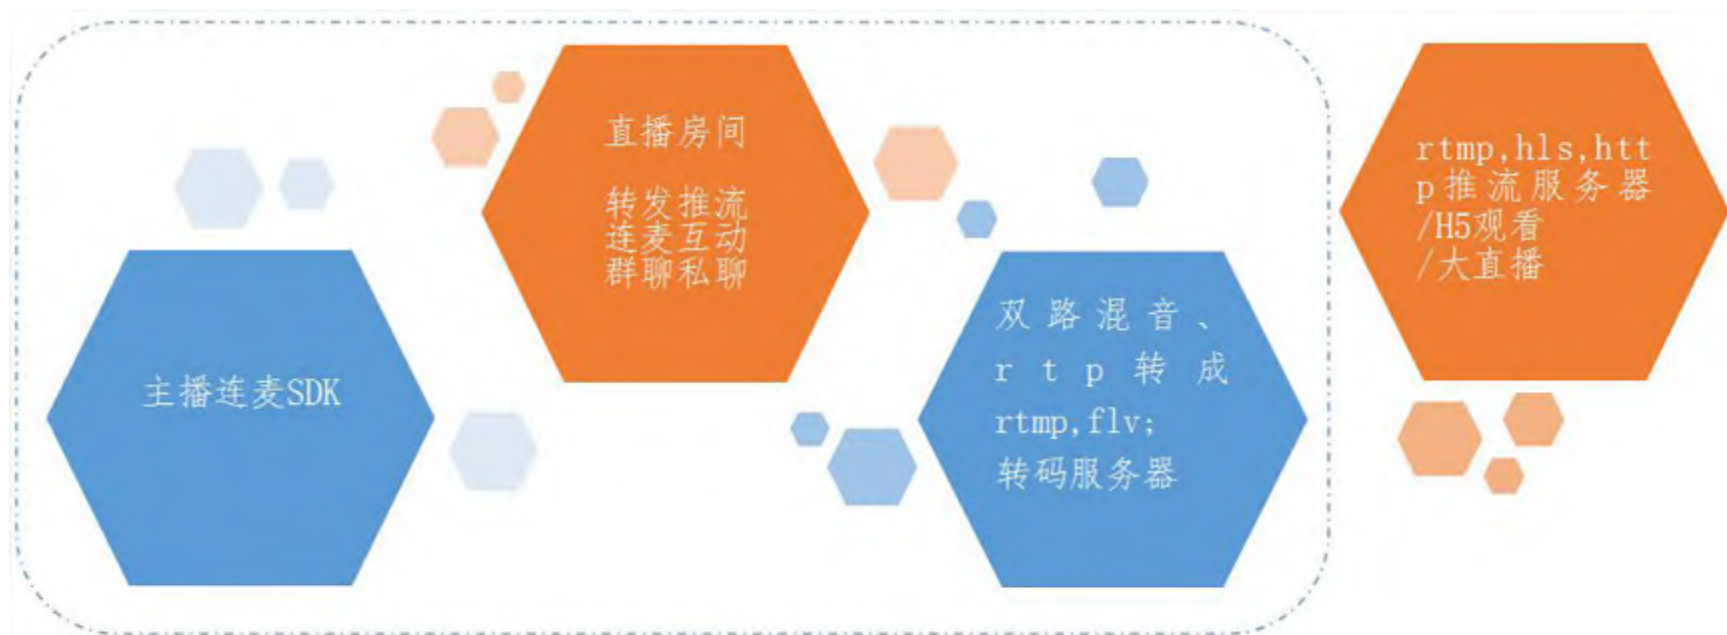 主播连麦SDK
直播房间
转发推流
连麦互动
群聊私聊
双路混音、
rtp转成
rtmp,flv;
转码服务器
rtmp,hls,htt
p推流服务器
/H5观看
/大直播